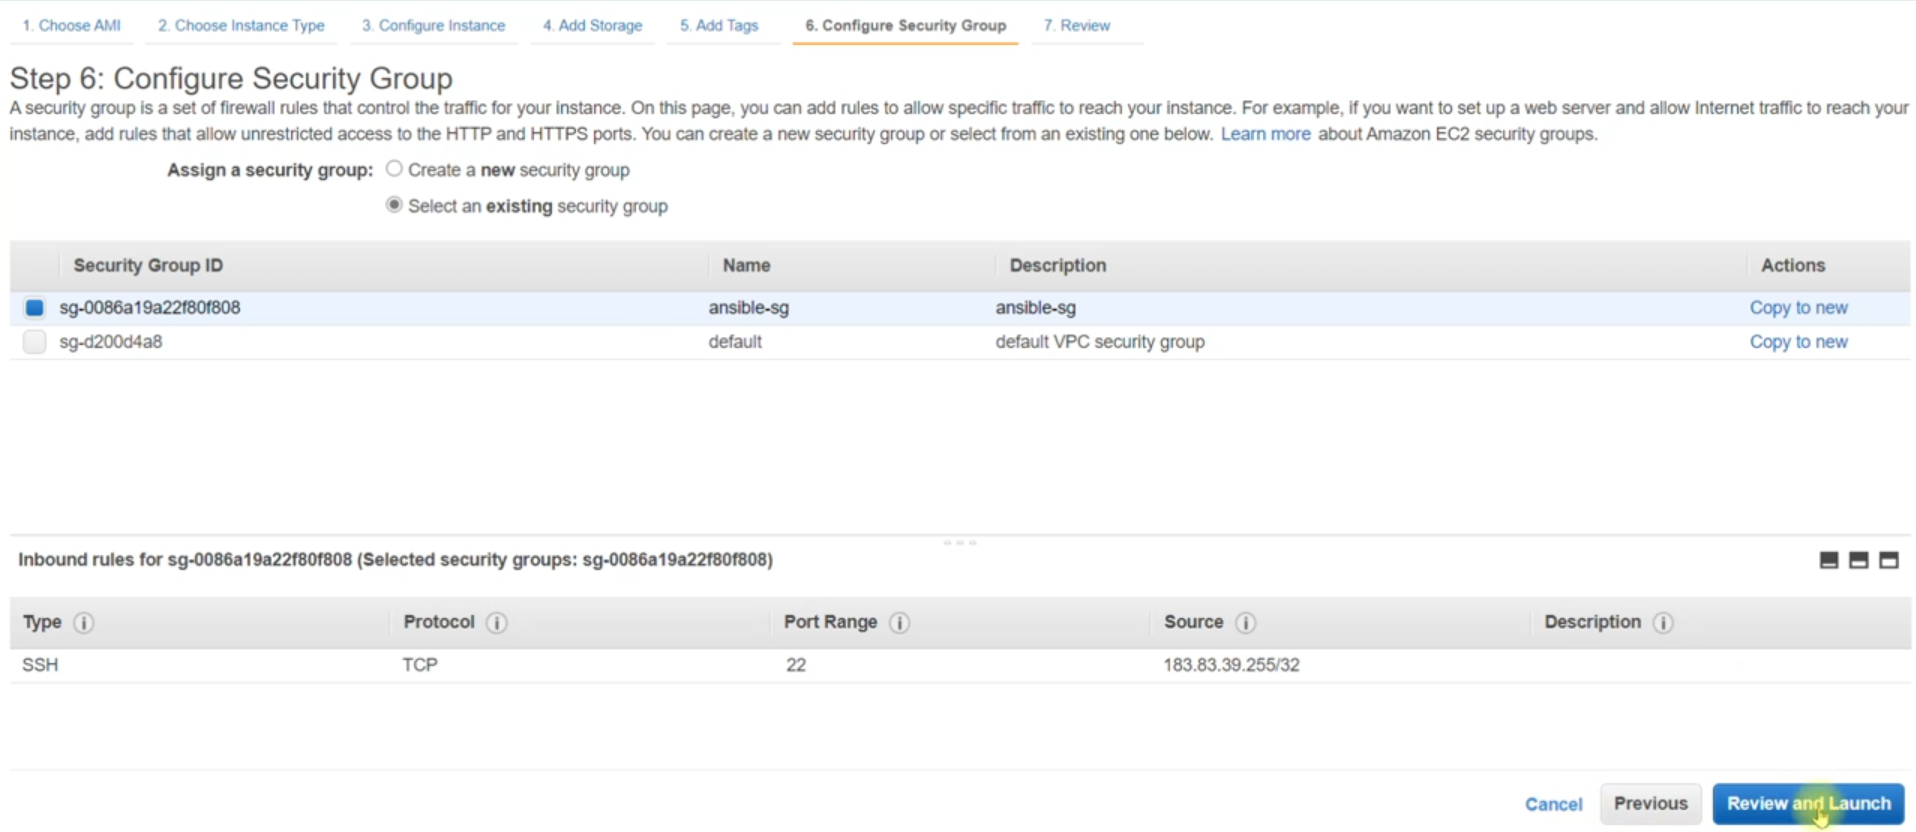 1. Choose AMI 2. Choose Instance Type 3. Configure Instance 4. Add Storage 5. Add Tags 6. Configure Security Group 7. Review
Step 6: Configure Security Group
A security group is a set of firewall rules that control the traffic for your instance. On this page, you can add rules to allow specific traffic to reach your instance. For example, if you want to set up a web server and allow Internet traffic to reach your
instance, add rules that allow unrestricted access to the HTTP and HTTPS ports. You can create a new security group or select from an existing one below. Learn more about Amazon EC2 security groups.
Assign a security group: Create a new security group
Select an existing security group
Security Group ID Name Description Actions
sg-0086a19a22f80f808 ansible-sg ansible-sg Copy to new
sg-d200d4a8 default default VPC security group Copy to new
Inbound rules for sg-0086a19a22f80f808 (Selected security groups: sg-0086a19a22f80f808)
Type i Protocol i Port Range i Source i Description i
SSH TCP 22 183.83.39.255/32
Cancel Previous Review and Launch